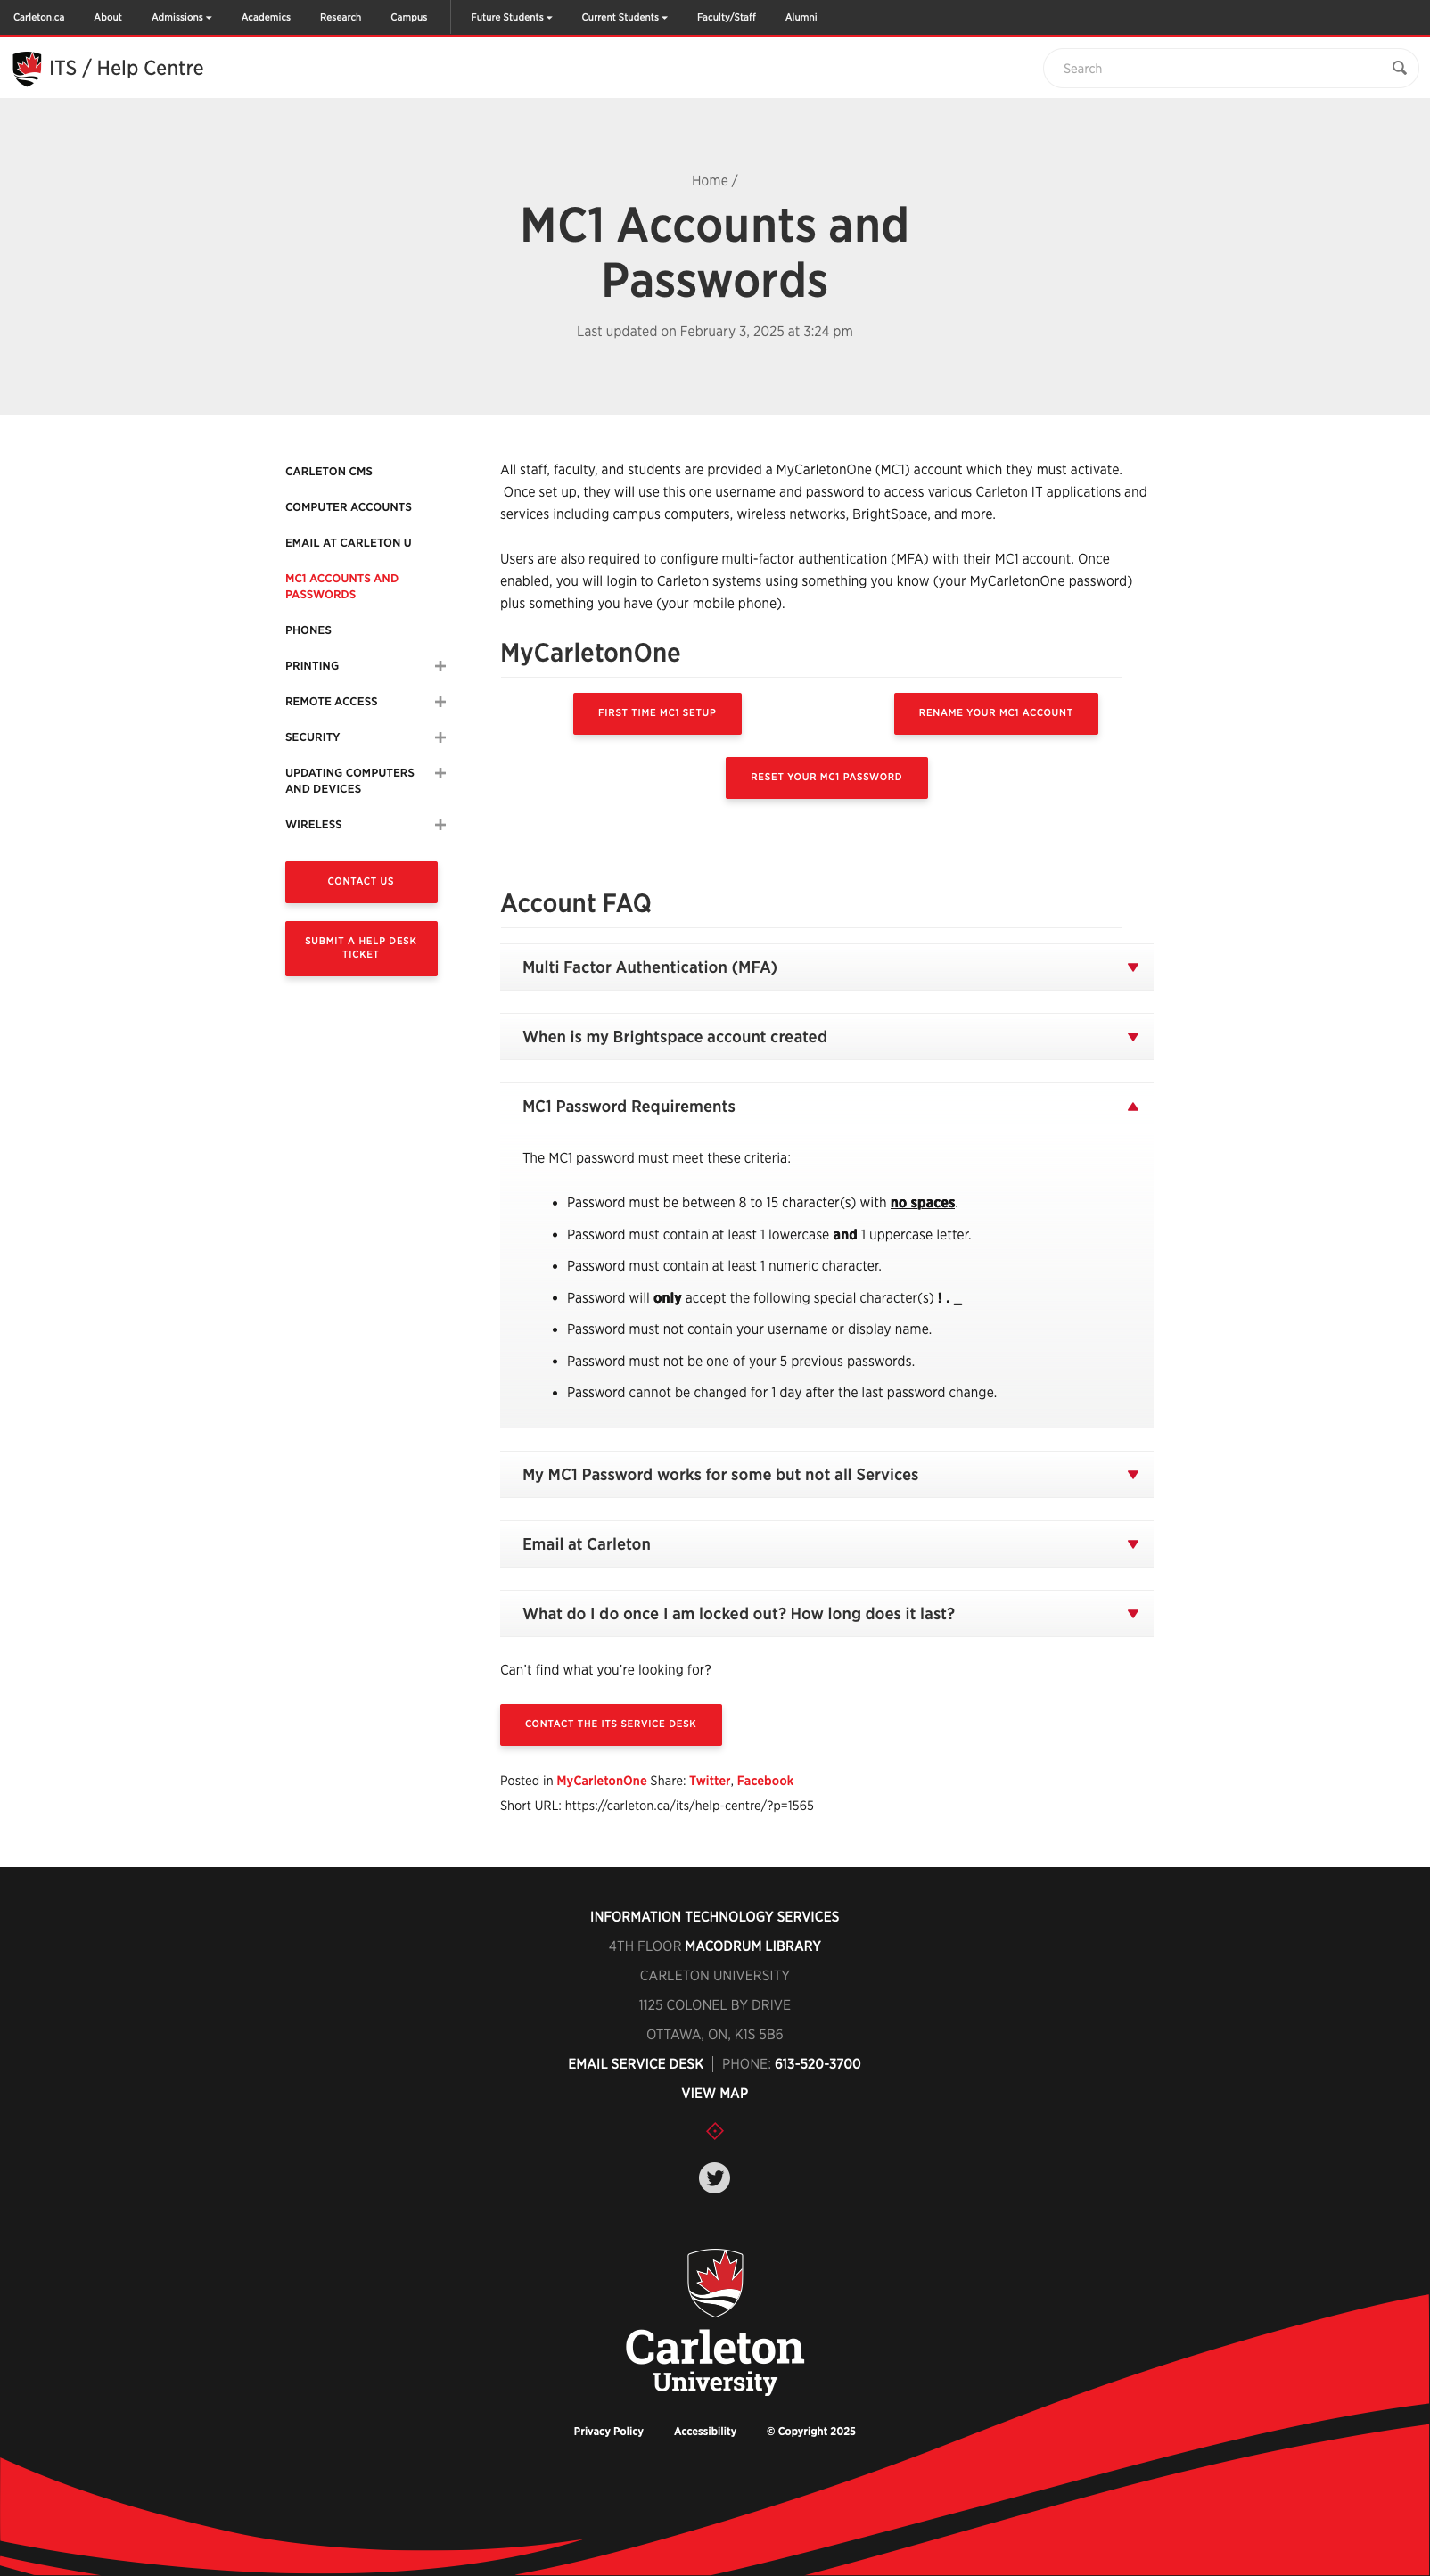 Carleton.ca About Admissions Academics Research Campus Future Students Current Students Faculty/Staff Alumni
ITS / Help Centre
Search
Home /
MC1 Accounts and
Passwords
Last updated on February 3, 2025 at 3:24 pm
CARLETON CMS
COMPUTER ACCOUNTS
EMAIL AT CARLETON U
MC1 ACCOUNTS AND
PASSWORDS
PHONES
PRINTING
REMOTE ACCESS
SECURITY
UPDATING COMPUTERS
AND DEVICES
WIRELESS
CONTACT US
SUBMIT A HELP DESK
TICKET
All staff, faculty, and students are provided a MyCarletonOne (MC1) account which they must activate.
Once set up, they will use this one username and password to access various Carleton IT applications and
services including campus computers, wireless networks, BrightSpace, and more.
Users are also required to configure multi-factor authentication (MFA) with their MC1 account. Once
enabled, you will login to Carleton systems using something you know (your MyCarletonOne password)
plus something you have (your mobile phone).
MyCarletonOne
FIRST TIME MC1 SETUP
RENAME YOUR MC1 ACCOUNT
RESET YOUR MC1 PASSWORD
Account FAQ
Multi Factor Authentication (MFA)
When is my Brightspace account created
MC1 Password Requirements
The MC1 password must meet these criteria:
• Password must be between 8 to 15 character(s) with no spaces.
• Password must contain at least 1 lowercase and 1 uppercase letter.
• Password must contain at least 1 numeric character.
• Password will only accept the following special character(s) ! . _
• Password must not contain your username or display name.
• Password must not be one of your 5 previous passwords.
• Password cannot be changed for 1 day after the last password change.
My MC1 Password works for some but not all Services
Email at Carleton
What do I do once I am locked out? How long does it last?
Can't find what you're looking for?
CONTACT THE ITS SERVICE DESK
Posted in MyCarletonOne Share: Twitter, Facebook
Short URL: https://carleton.ca/its/help-centre/?p=1565
INFORMATION TECHNOLOGY SERVICES
4TH FLOOR MACODRUM LIBRARY
CARLETON UNIVERSITY
1125 COLONEL BY DRIVE
OTTAWA, ON, K1S 5B6
EMAIL SERVICE DESK | PHONE: 613-520-3700
VIEW MAP
Carleton
University
Privacy Policy Accessibility © Copyright 2025